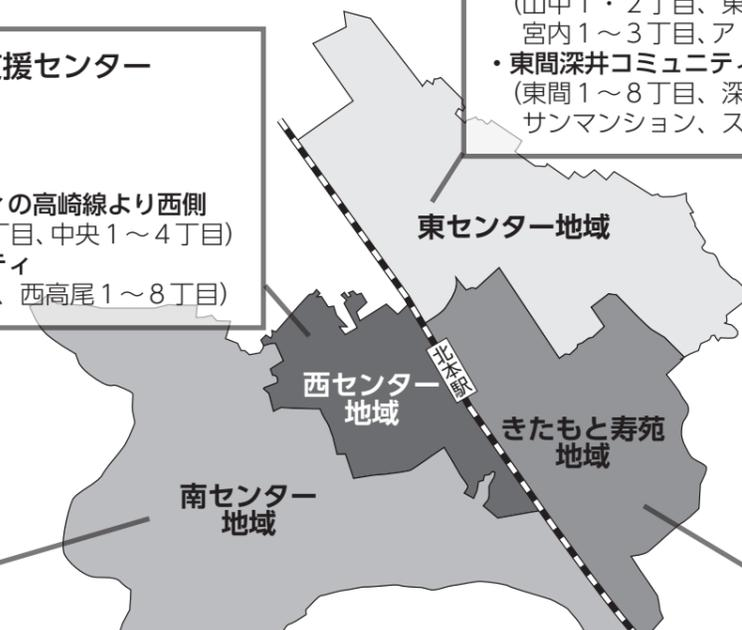 援センター
の高崎線より西側
丁目、中央1～4丁目)
ティ
、西高尾1～8丁目)
(山中1・2丁目、東
宮内1～3丁目、ア
・東間深井コミュニティ
(東間1～8丁目、深
サンマンション、ス
東センター地域
北本駅
西センター
地域
きたもと寿苑
地域
南センター
地域